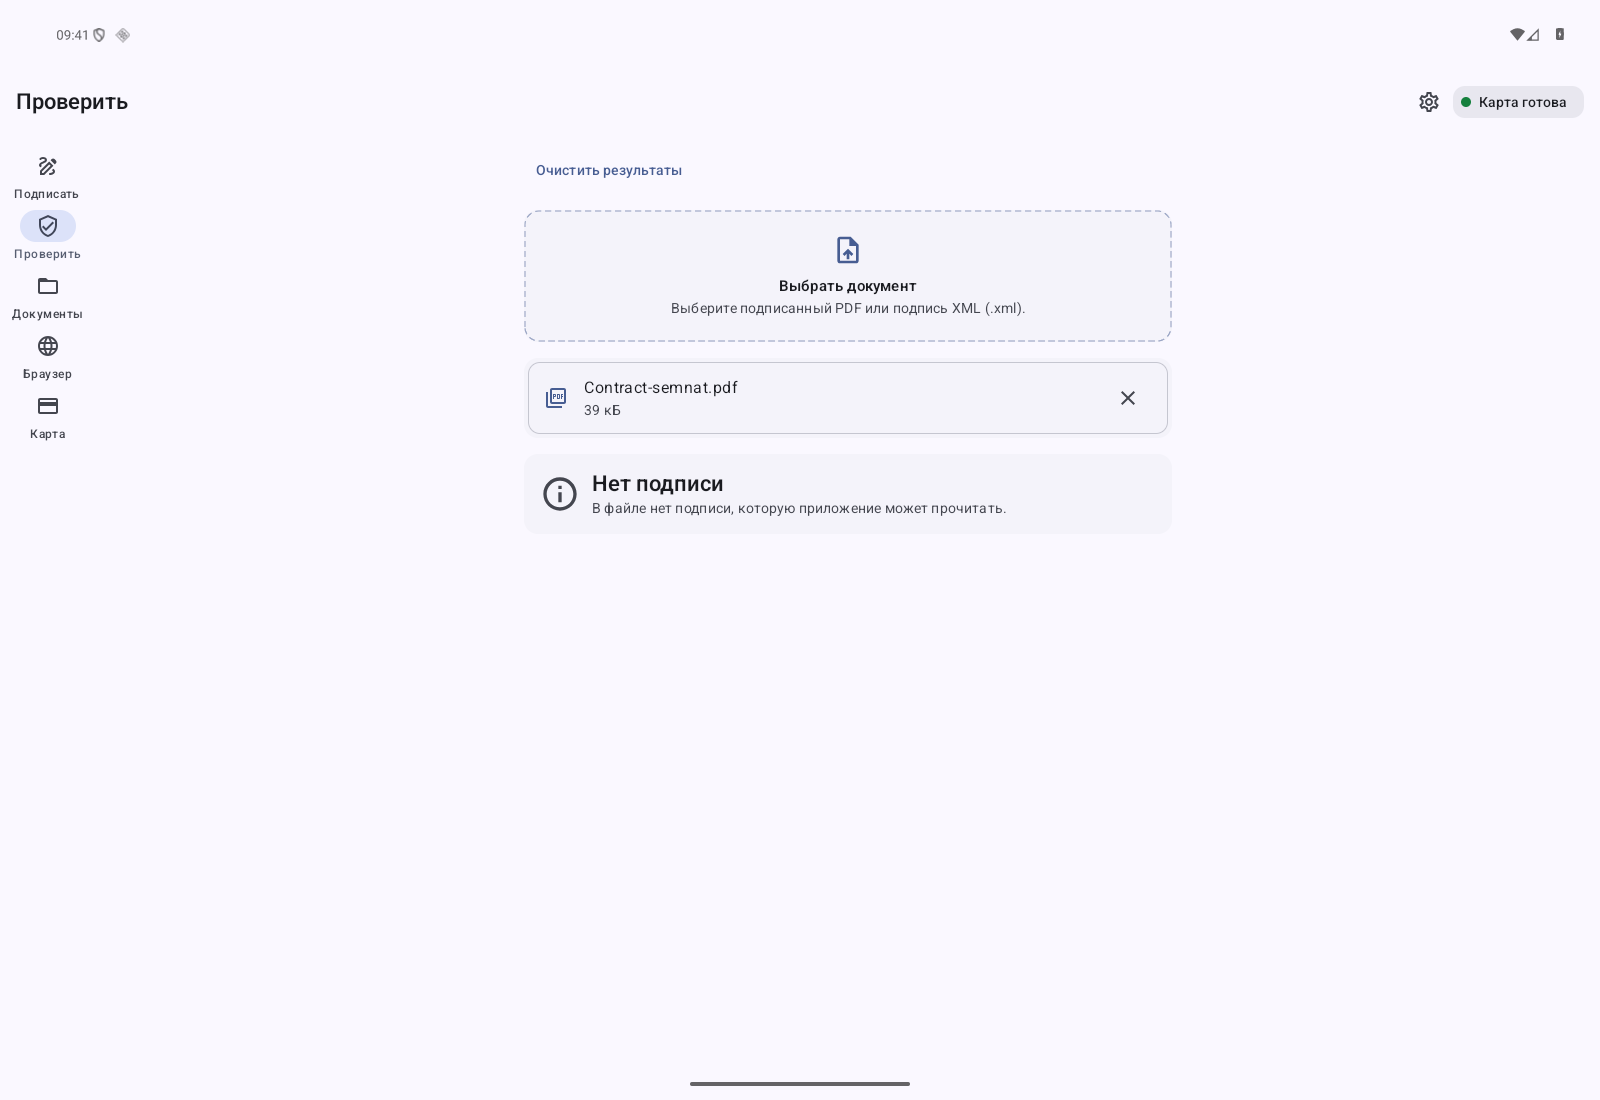 09:41
Проверить
Карта готова
Подписать
Проверить
Документы
Браузер
Карта
Очистить результаты
Выбрать документ
Выберите подписанный PDF или подпись XML (.xml).
PDF
Contract-semnat.pdf
39 кБ
Нет подписи
В файле нет подписи, которую приложение может прочитать.